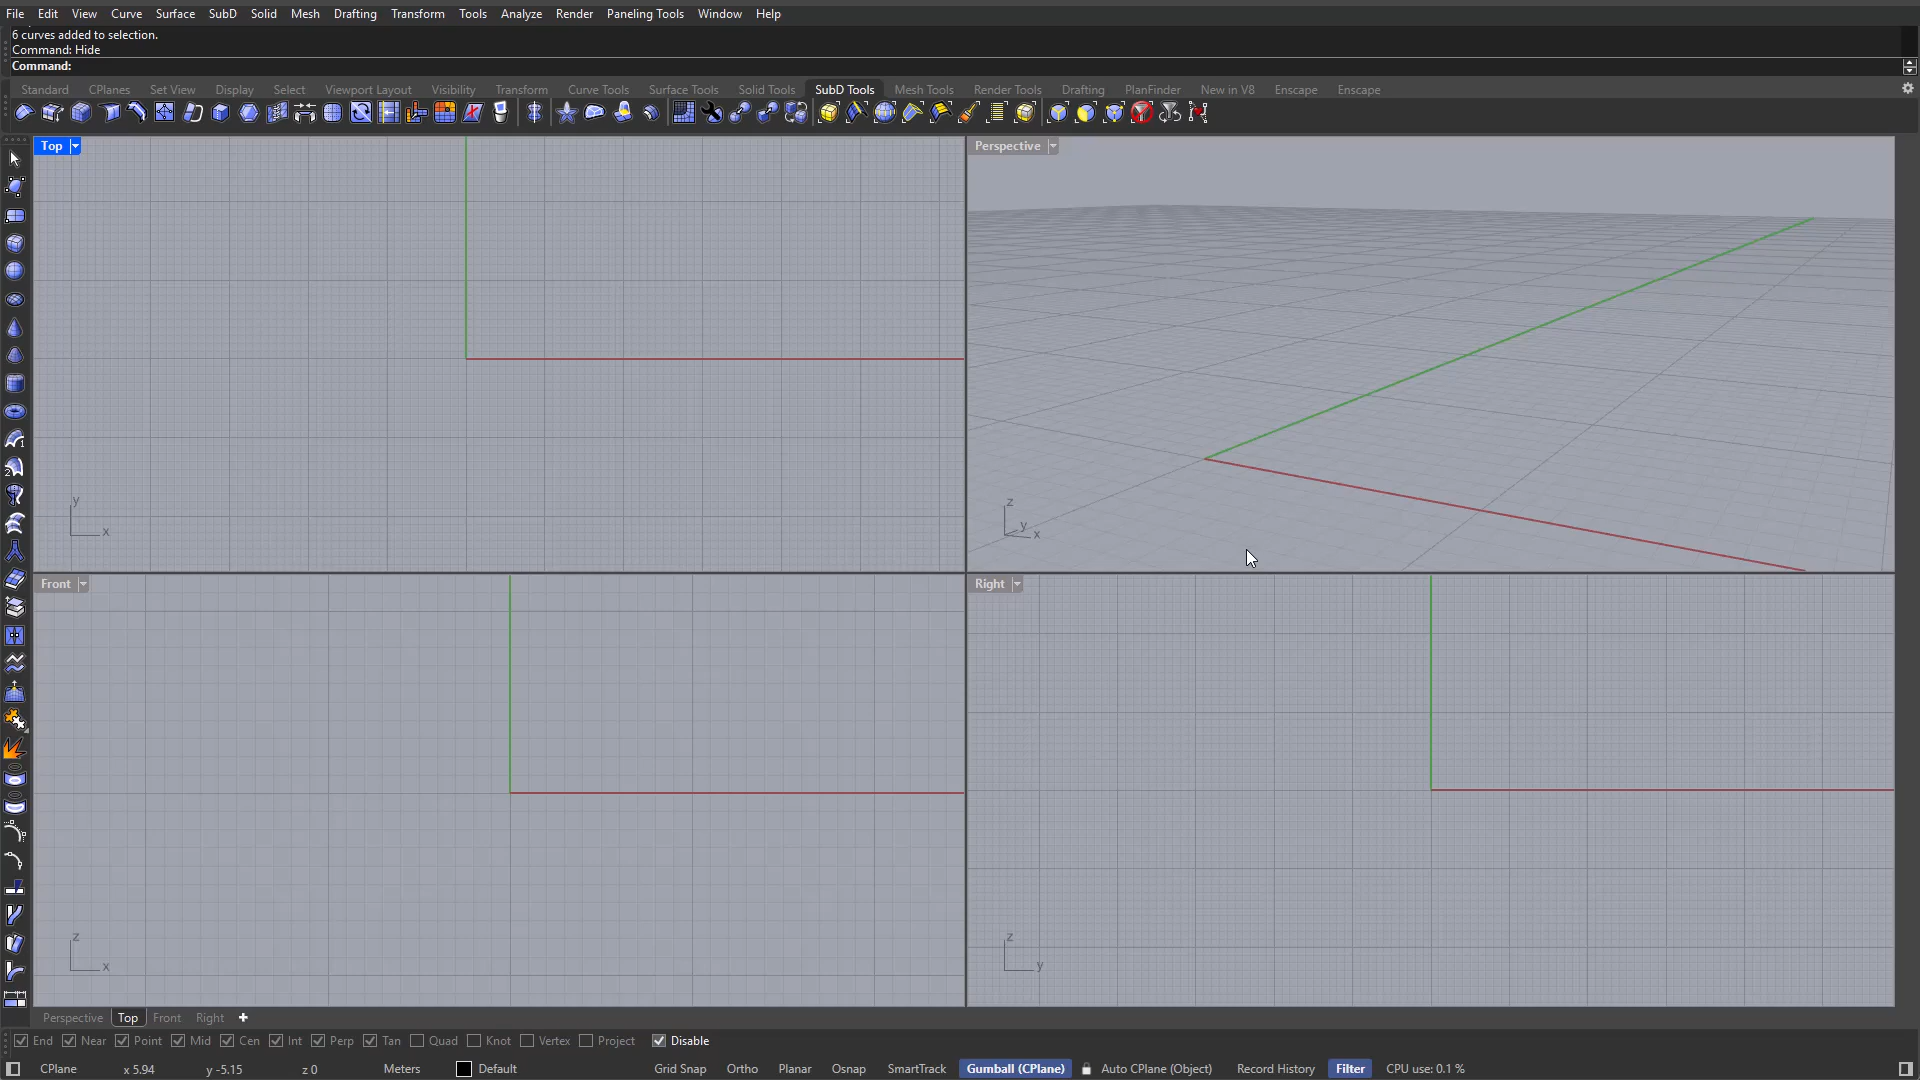 File Edit View Curve Surface SubD Solid Mesh Drafting Transform Tools Analyze Render Paneling Tools Window Help
6 curves added to selection.
Command: Hide
Command:
Standard CPlanes Set View Display Select Viewport Layout Visibility Transform Curve Tools Surface Tools Solid Tools SubD Tools Mesh Tools Render Tools Drafting PlanFinder New in V8 Enscape Enscape
Top
Perspective
y
x
z
y
x
Front
Right
z
x
z
y
Perspective Top Front Right
End Near Point Mid Cen Int Perp Tan Quad Knot Vertex Project Disable
CPlane x 5.94 y -5.15 z 0 Meters Default Grid Snap Ortho Planar Osnap SmartTrack Gumball (CPlane) Auto CPlane (Object) Record History Filter CPU use: 0.1 %